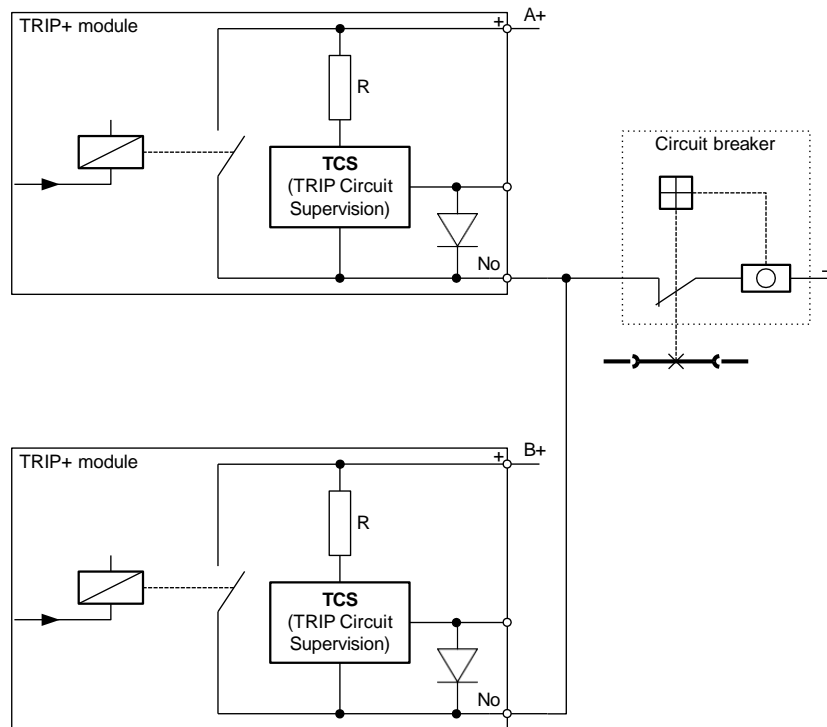 TRIP+ module
+
A+
R
TCS
(TRIP Circuit
Supervision)
No
Circuit breaker
-
TRIP+ module
+
B+
R
TCS
(TRIP Circuit
Supervision)
No